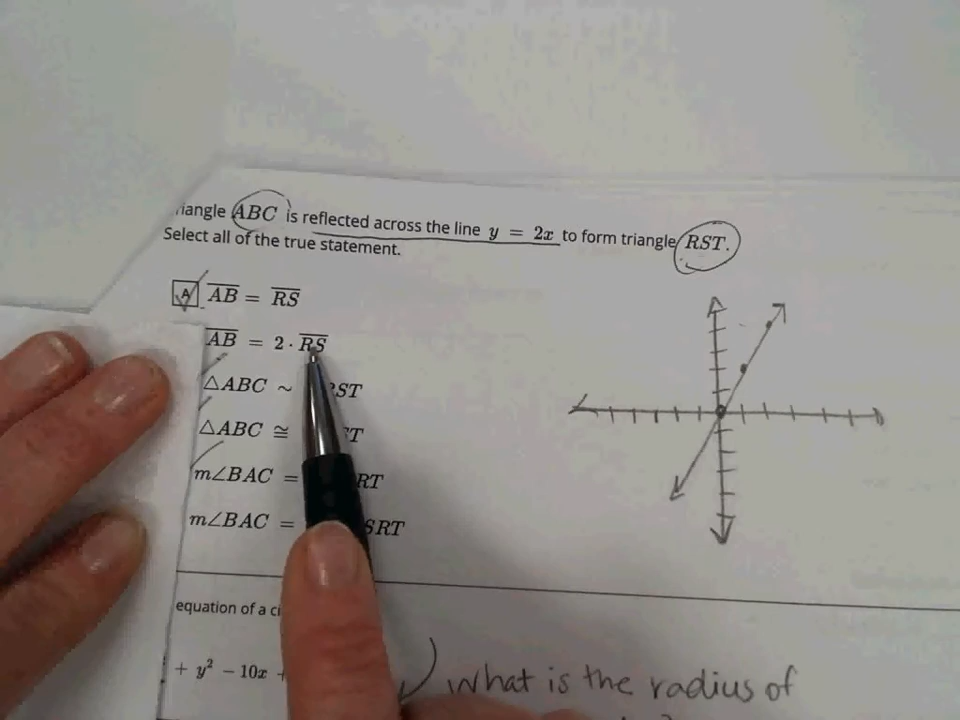 riangle ABC is reflected across the line y = 2x to form triangle RST.
Select all of the true statement.
A AB = RS
AB = 2 · RS
△ABC ~ RST
△ABC ≅ ST
m∠BAC = RT
m∠BAC = SRT
equation of a ci
+ y² − 10x +
What is the radius of